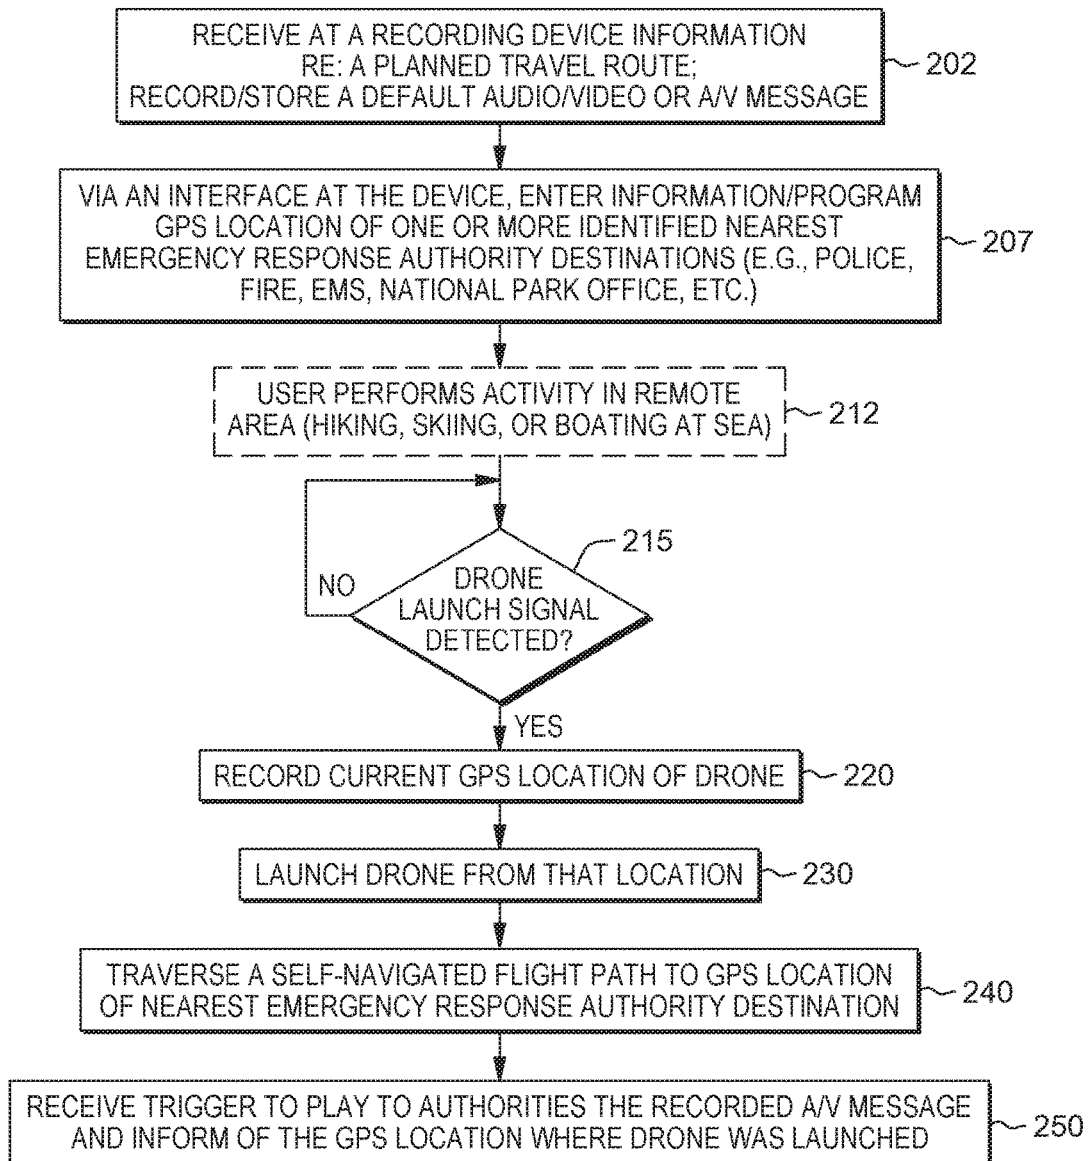 RECEIVE AT A RECORDING DEVICE INFORMATION
RE: A PLANNED TRAVEL ROUTE;
RECORD/STORE A DEFAULT AUDIO/VIDEO OR A/V MESSAGE
202
VIA AN INTERFACE AT THE DEVICE, ENTER INFORMATION/PROGRAM
GPS LOCATION OF ONE OR MORE IDENTIFIED NEAREST
EMERGENCY RESPONSE AUTHORITY DESTINATIONS (E.G., POLICE,
FIRE, EMS, NATIONAL PARK OFFICE, ETC.)
207
USER PERFORMS ACTIVITY IN REMOTE
AREA (HIKING, SKIING, OR BOATING AT SEA)
212
215
NO
DRONE
LAUNCH SIGNAL
DETECTED?
YES
RECORD CURRENT GPS LOCATION OF DRONE
220
LAUNCH DRONE FROM THAT LOCATION
230
TRAVERSE A SELF-NAVIGATED FLIGHT PATH TO GPS LOCATION
OF NEAREST EMERGENCY RESPONSE AUTHORITY DESTINATION
240
RECEIVE TRIGGER TO PLAY TO AUTHORITIES THE RECORDED A/V MESSAGE
AND INFORM OF THE GPS LOCATION WHERE DRONE WAS LAUNCHED
250